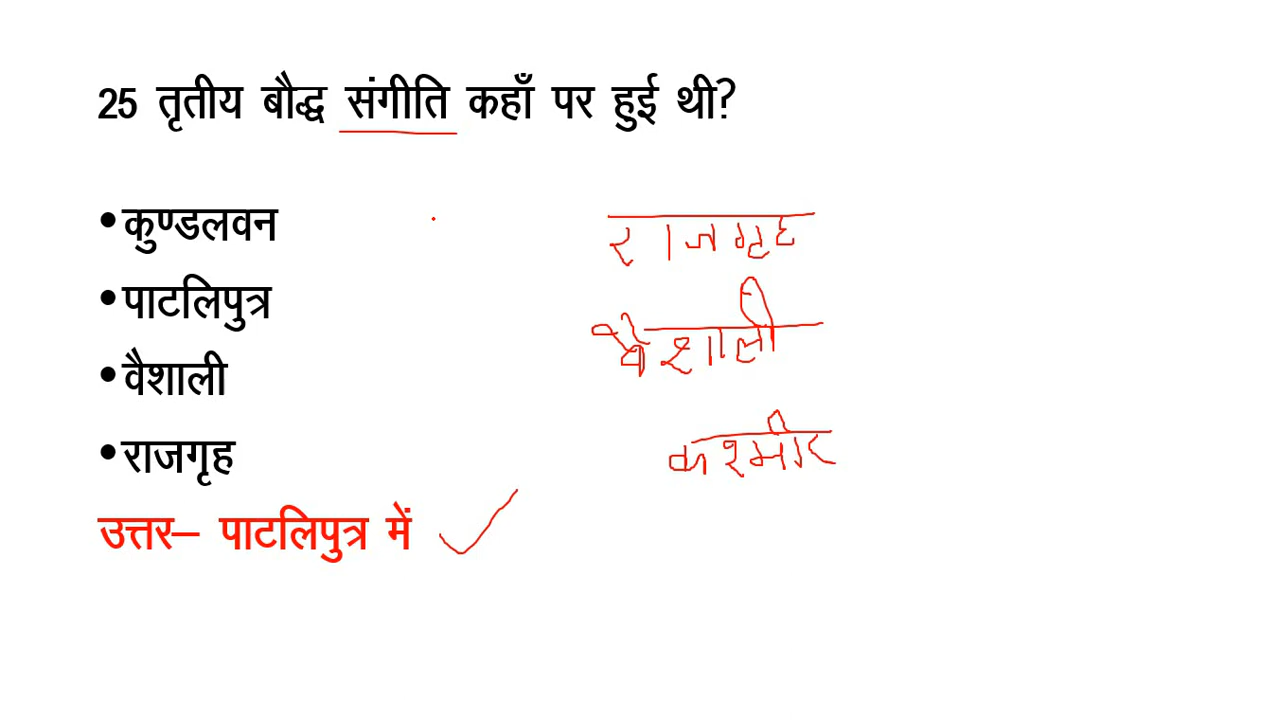 25 तृतीय बौद्ध संगीति कहाँ पर हुई थी?
•कुण्डलवन
•पाटलिपुत्र
•वैशाली
•राजगृह
उत्तर– पाटलिपुत्र में
राजगृह
वैशाली
कश्मीर